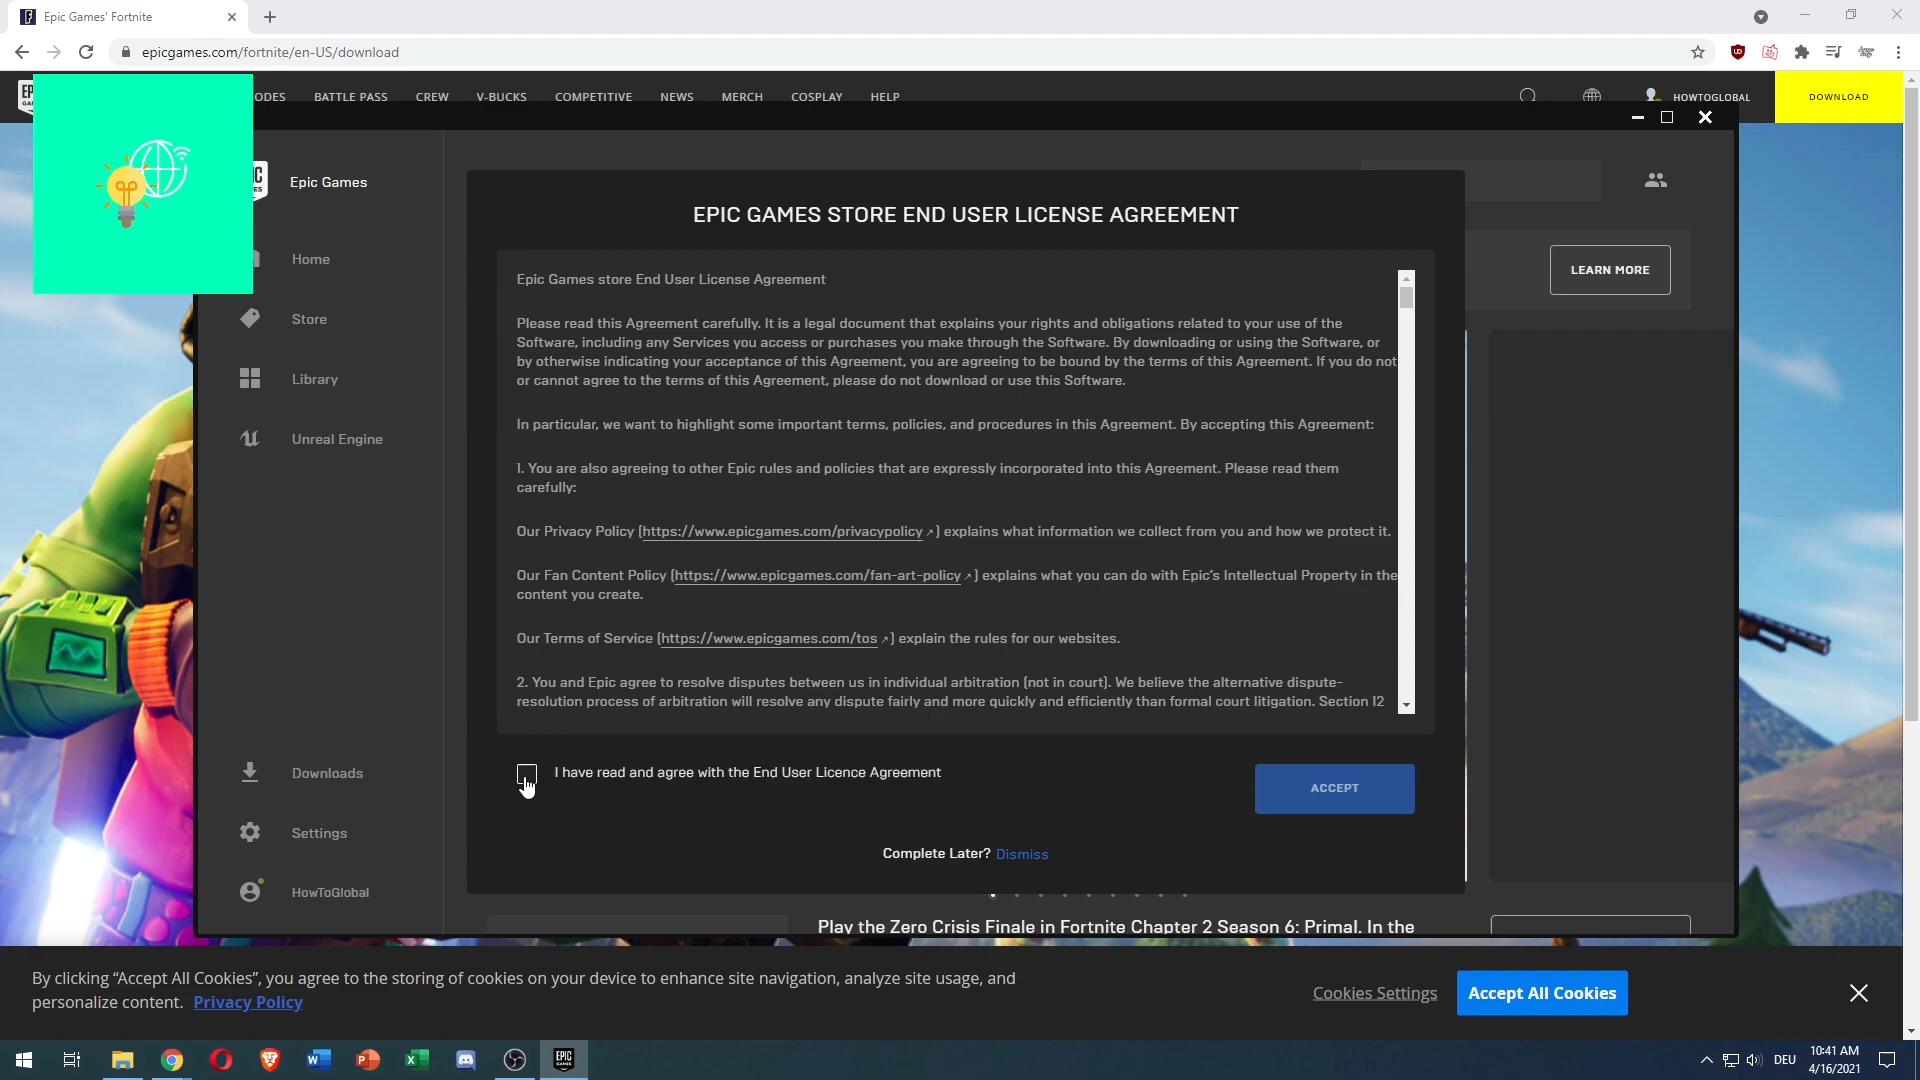 Epic Games' Fortnite
epicgames.com/fortnite/en-US/download
ODES BATTLE PASS CREW V-BUCKS COMPETITIVE NEWS MERCH COSPLAY HELP HOWTOGLOBAL DOWNLOAD
Epic Games
Home
Store
Library
Unreal Engine
Downloads
Settings
HowToGlobal
LEARN MORE
EPIC GAMES STORE END USER LICENSE AGREEMENT
Epic Games store End User License Agreement
Please read this Agreement carefully. It is a legal document that explains your rights and obligations related to your use of the
Software, including any Services you access or purchases you make through the Software. By downloading or using the Software, or
by otherwise indicating your acceptance of this Agreement, you are agreeing to be bound by the terms of this Agreement. If you do not
or cannot agree to the terms of this Agreement, please do not download or use this Software.
In particular, we want to highlight some important terms, policies, and procedures in this Agreement. By accepting this Agreement:
1. You are also agreeing to other Epic rules and policies that are expressly incorporated into this Agreement. Please read them
carefully:
Our Privacy Policy (https://www.epicgames.com/privacypolicy↗) explains what information we collect from you and how we protect it.
Our Fan Content Policy (https://www.epicgames.com/fan-art-policy↗) explains what you can do with Epic's Intellectual Property in the
content you create.
Our Terms of Service (https://www.epicgames.com/tos↗) explain the rules for our websites.
2. You and Epic agree to resolve disputes between us in individual arbitration (not in court). We believe the alternative dispute-
resolution process of arbitration will resolve any dispute fairly and more quickly and efficiently than formal court litigation. Section 12
I have read and agree with the End User Licence Agreement
ACCEPT
Complete Later? Dismiss
Play the Zero Crisis Finale in Fortnite Chapter 2 Season 6: Primal. In the
By clicking “Accept All Cookies”, you agree to the storing of cookies on your device to enhance site navigation, analyze site usage, and
personalize content. Privacy Policy
Cookies Settings
Accept All Cookies
EPIC
GAMES
DEU
10:41 AM
4/16/2021